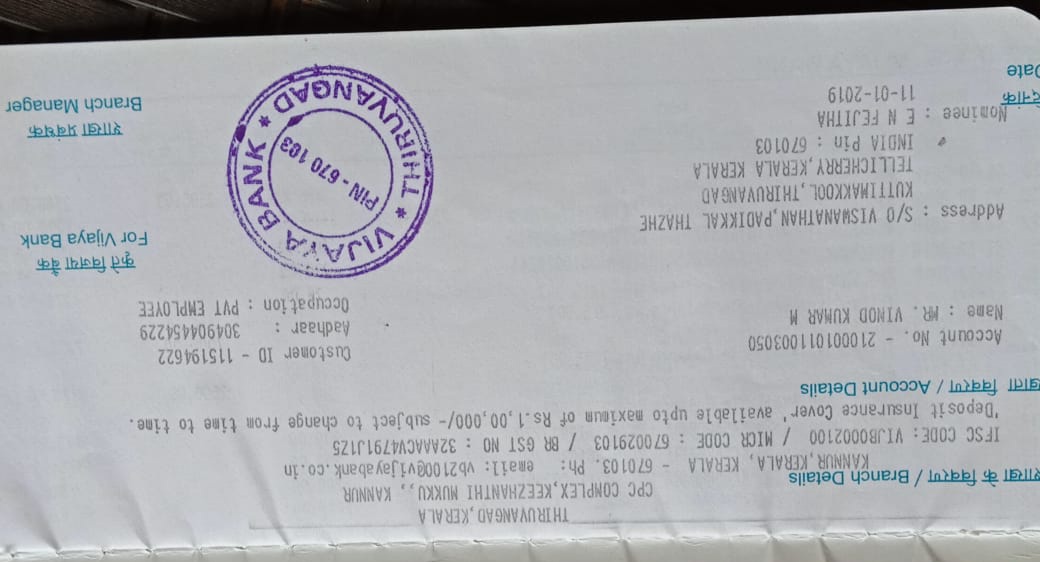 THIRUVANGAD,KERALA
CPC COMPLEX,KEEZHANTHI MUKKU,, KANNUR
शाखा के विवरण / Branch Details
KANNUR,KERALA, KERALA - 670103. Ph: email: vb2100@vijayabank.co.in
IFSC CODE: VIJB0002100 / MICR CODE : 670029103 / BR GST NO : 32AAACV4791J1Z5
'Deposit Insurance Cover' available upto maximum of Rs.1,00,000/- subject to change from time to time.
खाता विवरण / Account Details
Account No. - 210001011003050
Name : MR. VINOD KUMAR M
Customer ID - 115194622
Aadhaar : 304904454229
Occupation : PVT EMPLOYEE
कृते विजया बैंक
For Vijaya Bank
Address : S/O VISWANATHAN,PADIKKAL THAZHE
KUTTIMAKKOOL,THIRUVANGAD
TELLICHERRY,KERALA KERALA
INDIA Pin : 670103
Nominee : E N FEJITHA
दिनांक 11-01-2019
Date
VIJAYA BANK
PIN - 670 103
* THIRUVANGAD *
शाखा प्रबंधक
Branch Manager